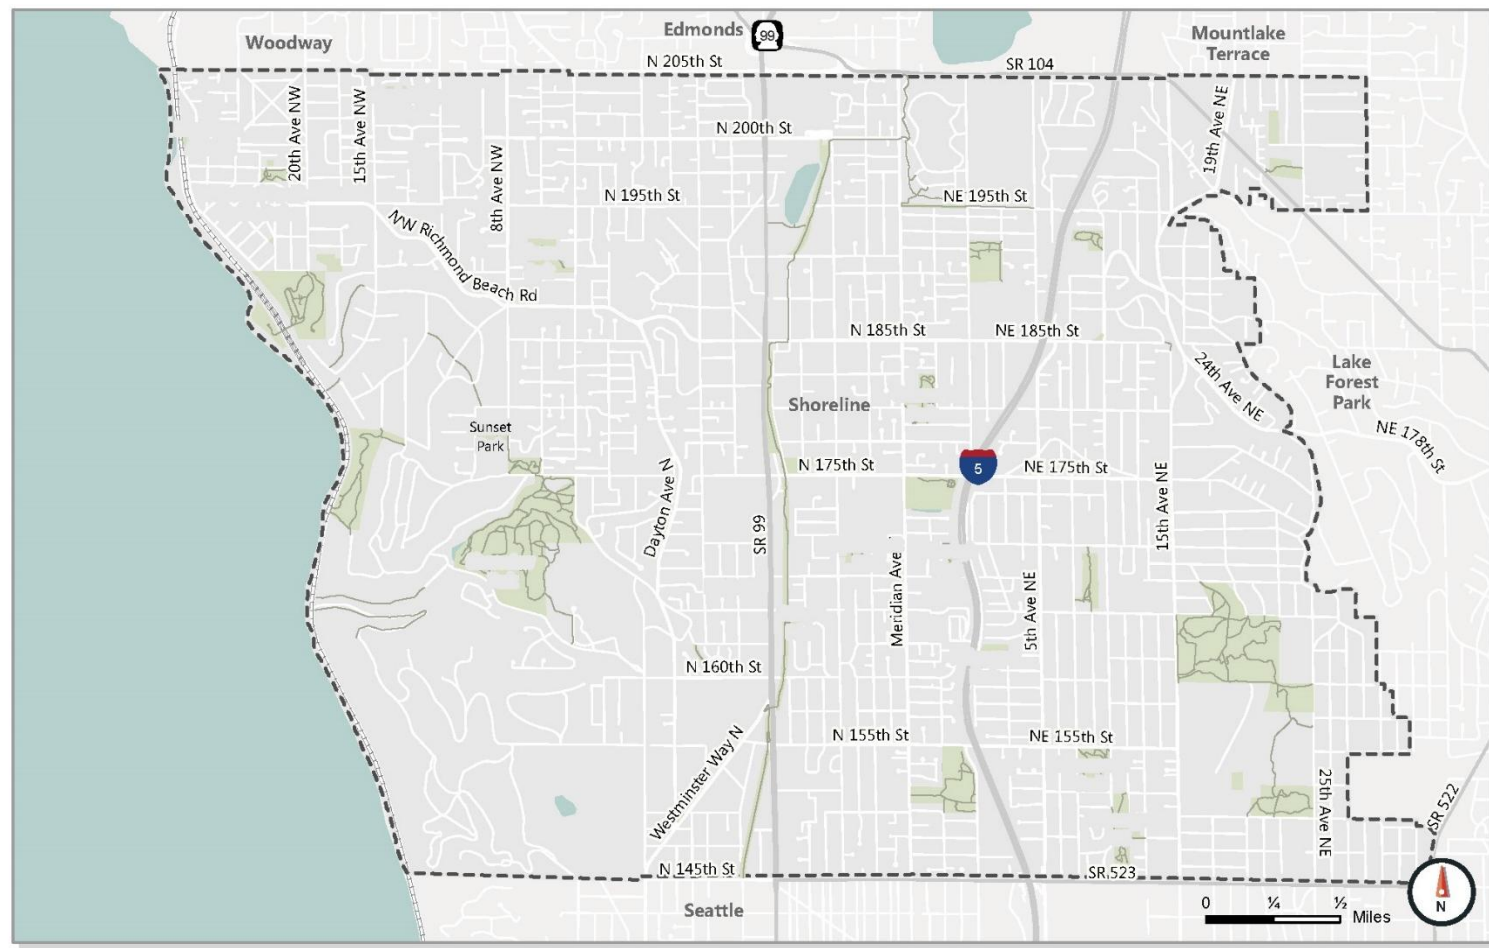 Woodway
Edmonds
99
Mountlake
Terrace
N 205th St
SR 104
20th Ave NW
15th Ave NW
8th Ave NW
N 200th St
19th Ave NE
N 195th St
NE 195th St
NW Richmond Beach Rd
N 185th St
NE 185th St
24th Ave NE
Lake
Forest
Park
Shoreline
Sunset
Park
NE 178th St
N 175th St
5
NE 175th St
Dayton Ave N
SR 99
15th Ave NE
Meridian Ave
5th Ave NE
N 160th St
Westminster Way N
N 155th St
NE 155th St
25th Ave NE
SR 522
N 145th St
SR 523
Seattle
0 ¼ ½
Miles
N